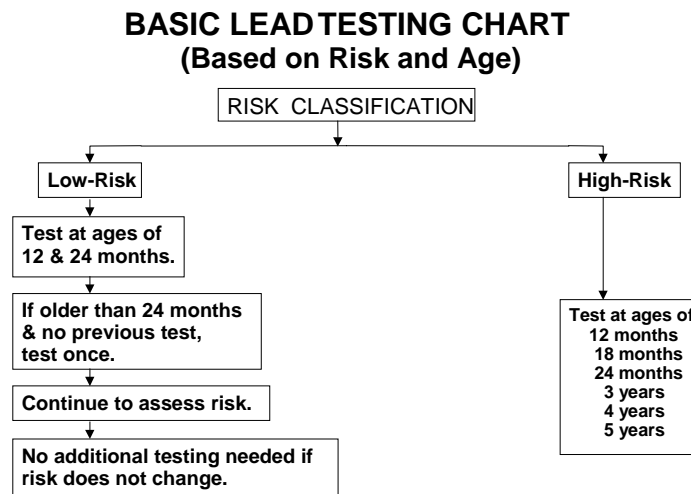 BASIC LEAD TESTING CHART
(Based on Risk and Age)
RISK CLASSIFICATION
Low-Risk
Test at ages of
12 & 24 months.
If older than 24 months
& no previous test,
test once.
Continue to assess risk.
No additional testing needed if
risk does not change.
High-Risk
Test at ages of
12 months
18 months
24 months
3 years
4 years
5 years